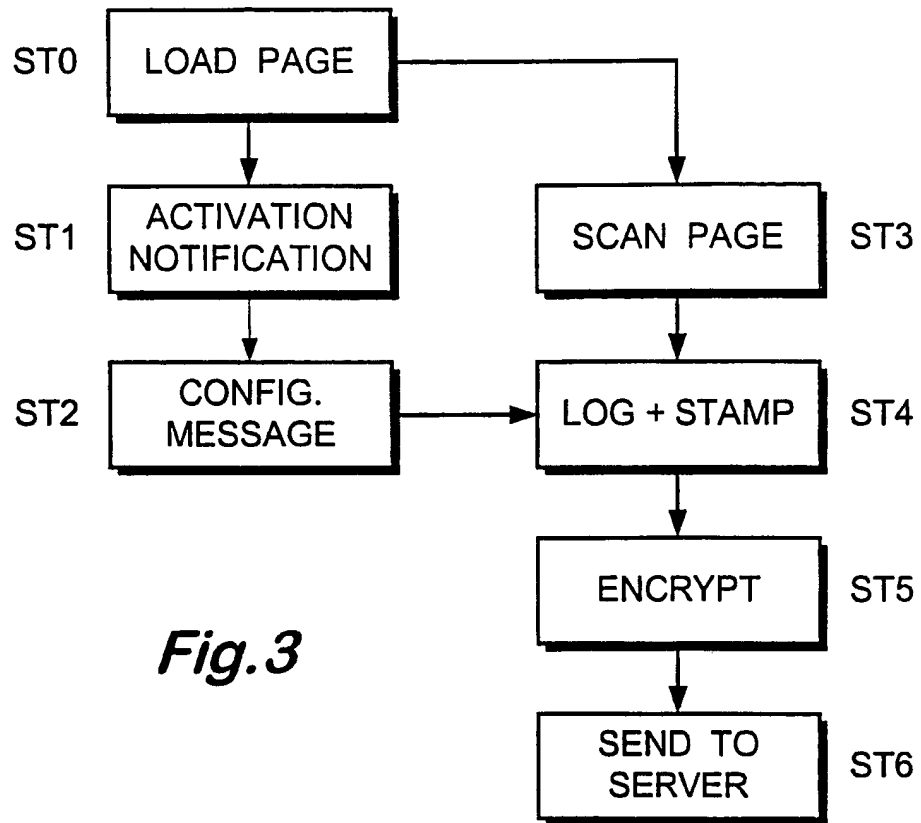 ST0
LOAD PAGE
ST1
ACTIVATION
NOTIFICATION
SCAN PAGE
ST3
ST2
CONFIG.
MESSAGE
LOG + STAMP
ST4
ENCRYPT
ST5
Fig.3
SEND TO
SERVER
ST6